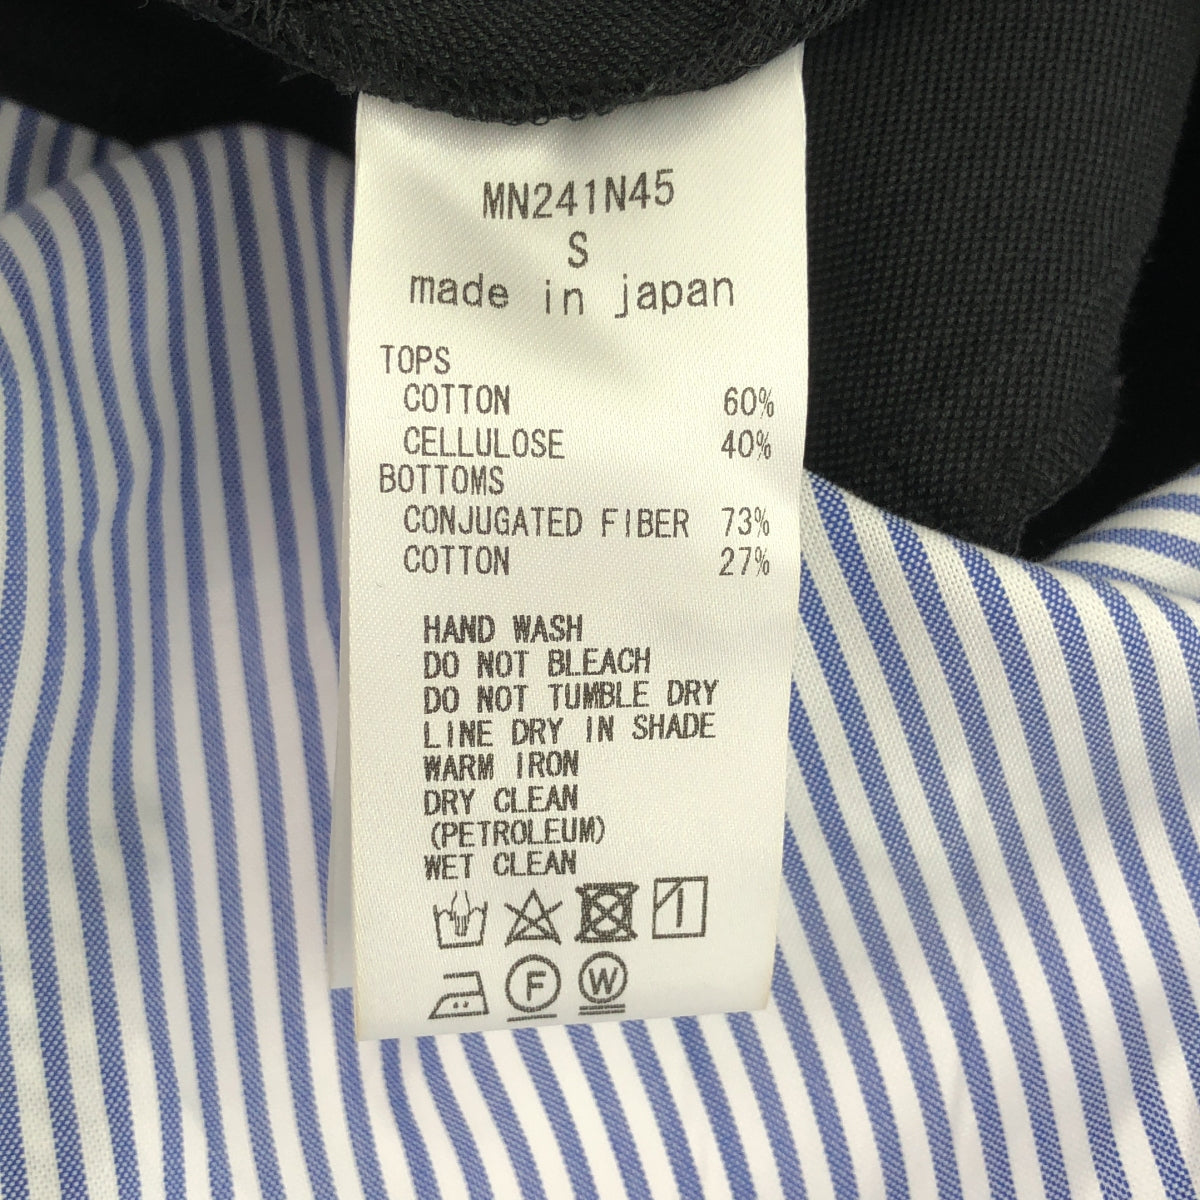 MN241N45
S
made in japan
TOPS
COTTON 60%
CELLULOSE 40%
BOTTOMS
CONJUGATED FIBER 73%
COTTON 27%
HAND WASH
DO NOT BLEACH
DO NOT TUMBLE DRY
LINE DRY IN SHADE
WARM IRON
DRY CLEAN
(PETROLEUM)
WET CLEAN
F W